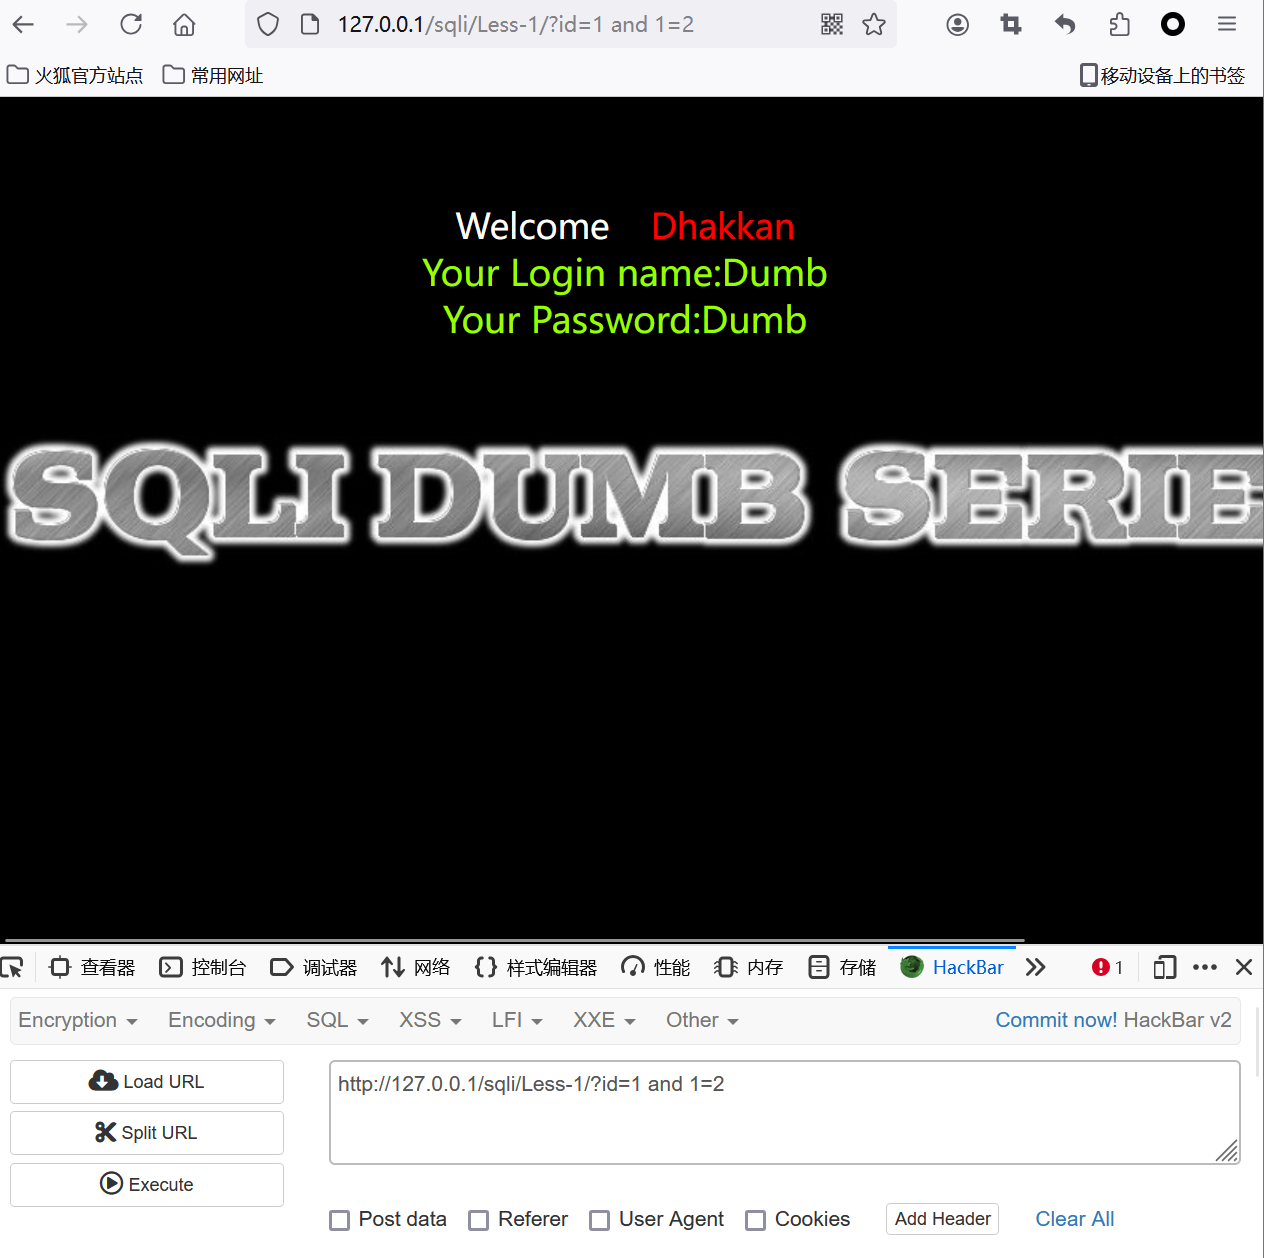 127.0.0.1/sqli/Less-1/?id=1 and 1=2
火狐官方站点 常用网址 移动设备上的书签
Welcome Dhakkan
Your Login name:Dumb
Your Password:Dumb
SQLI DUMB SERIE
查看器 控制台 调试器 网络 样式编辑器 性能 内存 存储 HackBar 1
Encryption Encoding SQL XSS LFI XXE Other Commit now! HackBar v2
Load URL http://127.0.0.1/sqli/Less-1/?id=1 and 1=2
Split URL
Execute
Post data Referer User Agent Cookies Add Header Clear All